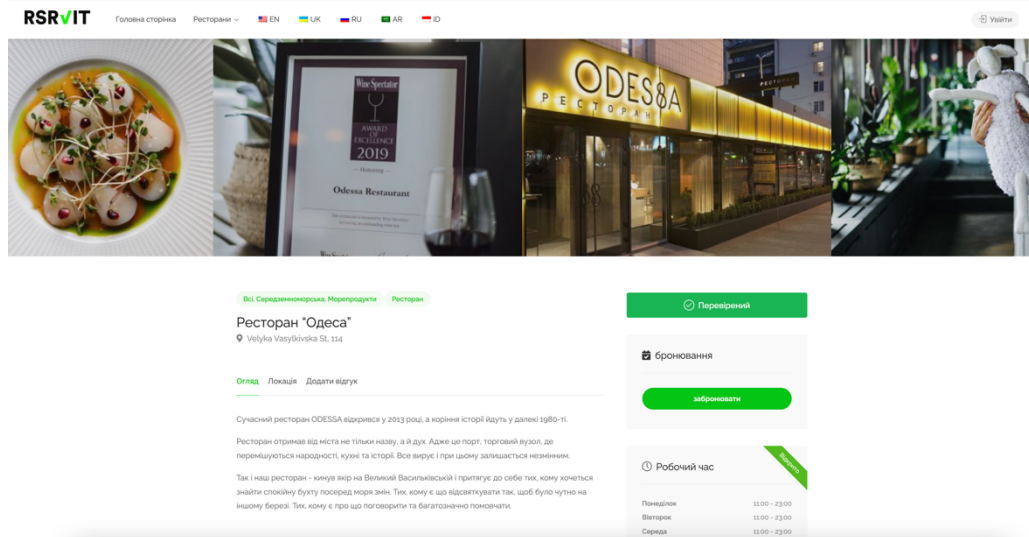 RSRVIT
Головна сторінка
Ресторани
EN
UK
RU
AR
ID
Увійти
Wine Spectator
AWARD
OF
EXCELLENCE
2019
Honoring
Odessa Restaurant
ODESSA
РЕСТОРАН
РЕСТОРАН
Всі, Середземноморська, Морепродукти
Ресторан
Ресторан "Одеса"
Velyka Vasylkivska St, 114
Огляд Локація Додати відгук
Сучасний ресторан ODESSA відкрився у 2013 році, а коріння історії йдуть у далекі 1980-ті.
Ресторан отримав від міста не тільки назву, а й дух. Адже це порт, торговий вузол, де
перемішуються народності, кухні та історії. Все вирує і при цьому залишається незмінним.
Так і наш ресторан - кинув якір на Великий Васильківській і притягує до себе тих, кому хочеться
знайти спокійну бухту посеред моря змін. Тих, кому є що відсвяткувати так, щоб було чутно на
іншому березі. Тих, кому є про що поговорити та багатозначно помовчати.
Перевірений
бронювання
забронювати
Робочий час
Відкрито
Понеділок 11:00 - 23:00
Вівторок 11:00 - 23:00
Середа 11:00 - 23:00